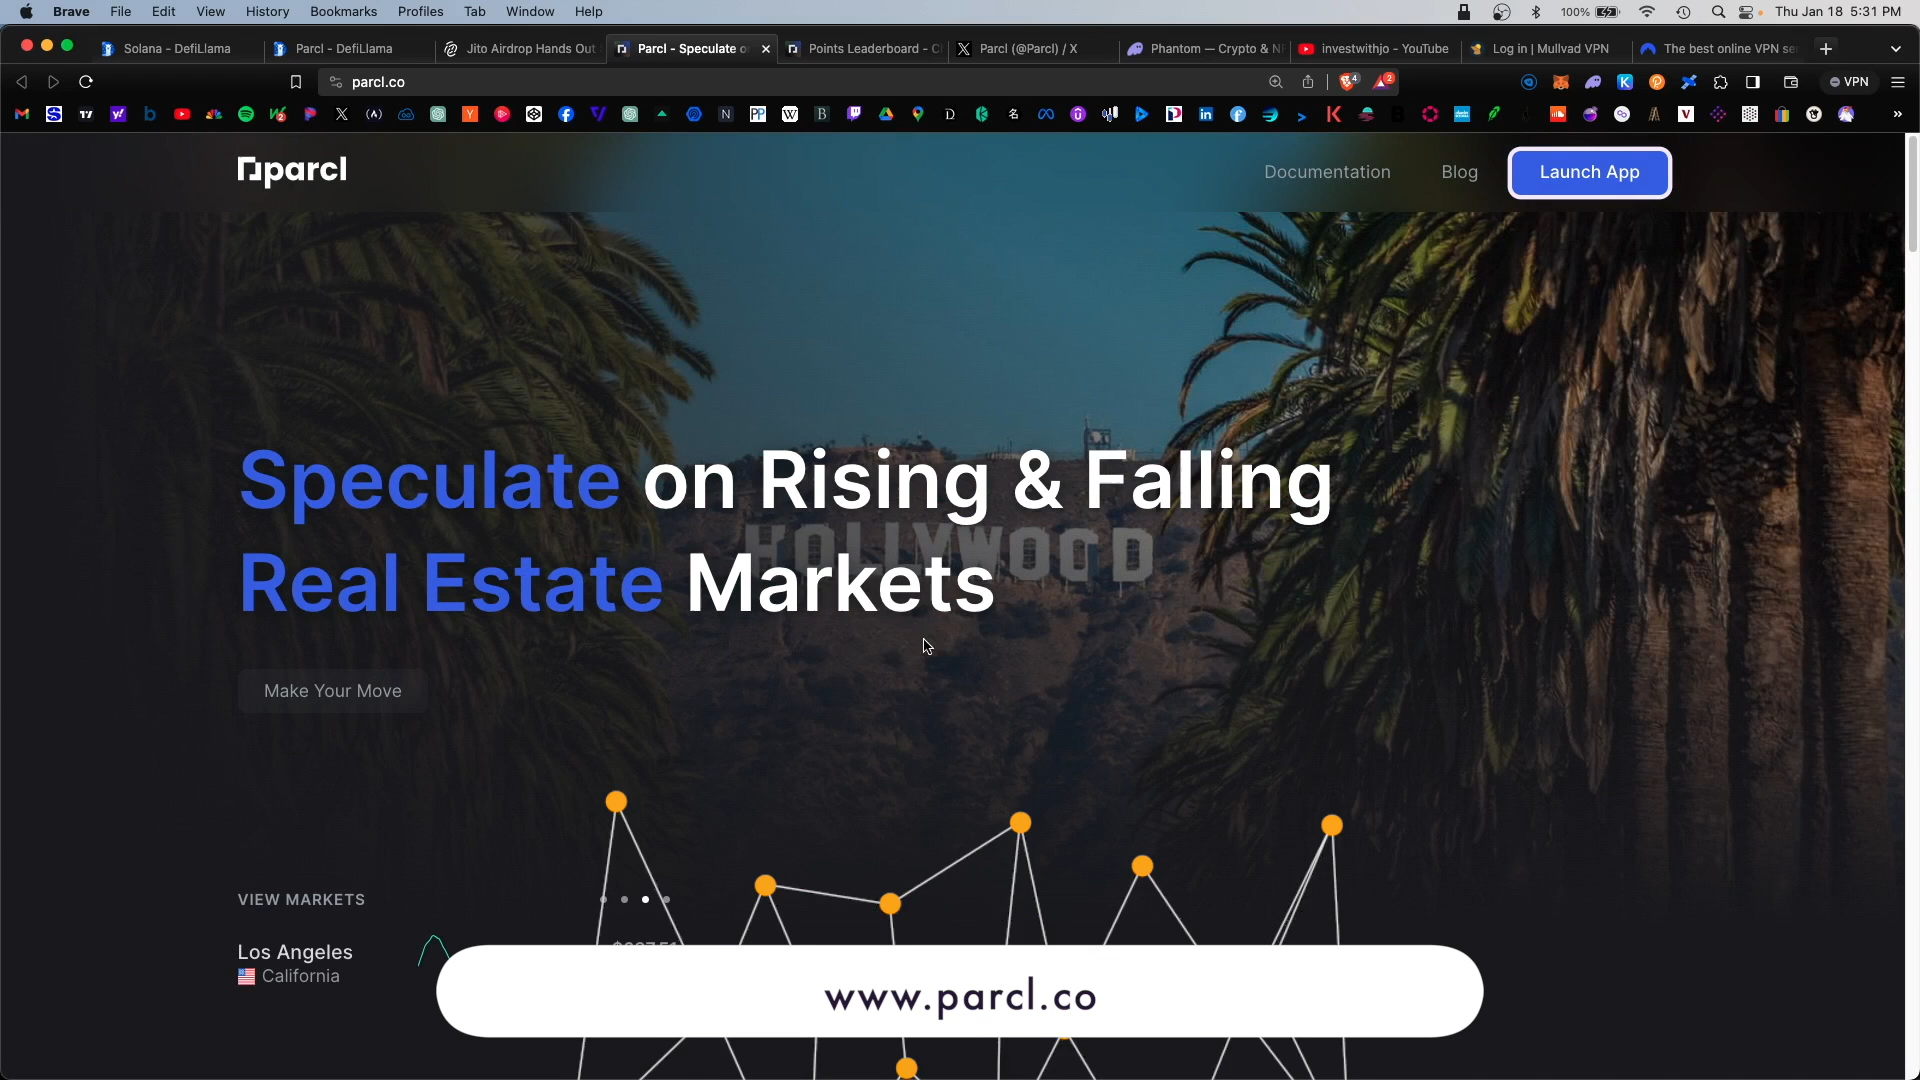 Brave File Edit View History Bookmarks Profiles Tab Window Help 100% Thu Jan 18 5:31 PM
Solana - DefiLlama Parcl - DefiLlama Jito Airdrop Hands Out Parcl - Speculate o Points Leaderboard - C Parcl (@Parcl) / X Phantom — Crypto & N investwithjo - YouTube Log in | Mullvad VPN The best online VPN se
parcl.co 4 2 VPN
parcl Documentation Blog Launch App
Speculate on Rising & Falling
HOLLYWOOD
Real Estate Markets
Make Your Move
VIEW MARKETS
Los Angeles
California
www.parcl.co